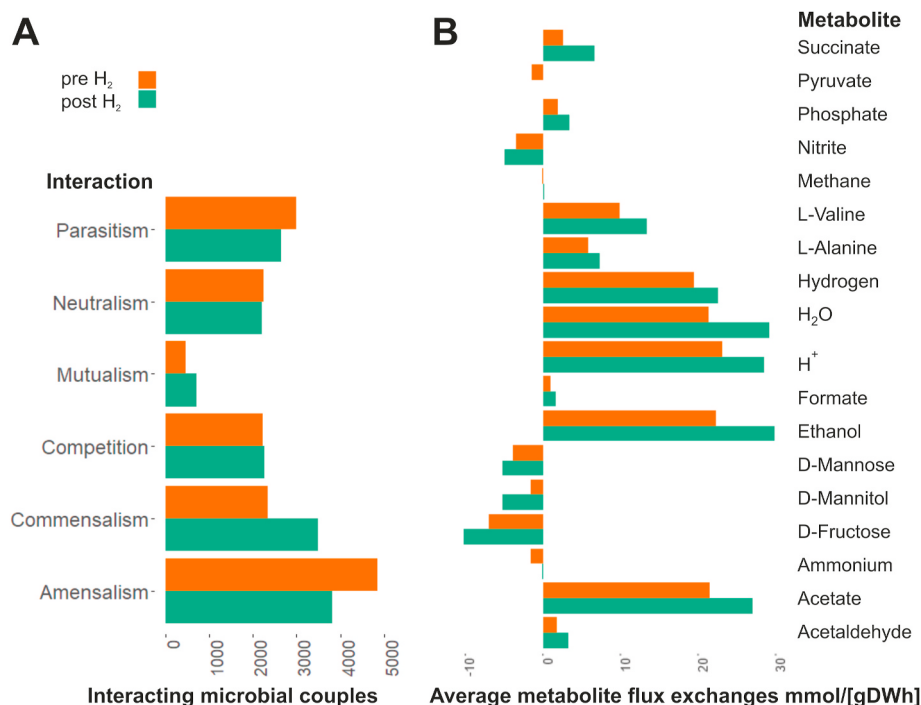 A
pre H₂
post H₂
Interaction
Parasitism
Neutralism
Mutualism
Competition
Commensalism
Amensalism
0 1000 2000 3000 4000 5000
Interacting microbial couples
B
Metabolite
Succinate
Pyruvate
Phosphate
Nitrite
Methane
L-Valine
L-Alanine
Hydrogen
H₂O
H⁺
Formate
Ethanol
D-Mannose
D-Mannitol
D-Fructose
Ammonium
Acetate
Acetaldehyde
-10 0 10 20 30
Average metabolite flux exchanges mmol/[gDWh]